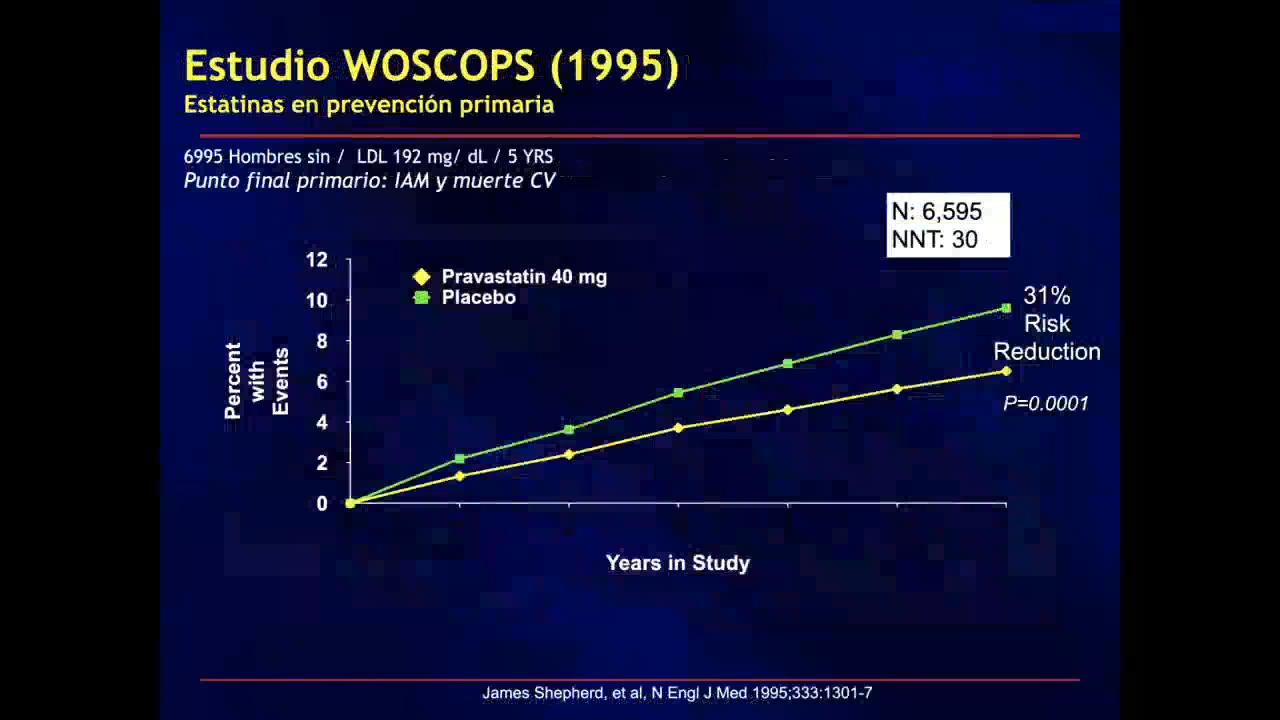 Estudio WOSCOPS (1995)
Estatinas en prevención primaria
6995 Hombres sin / LDL 192 mg/ dL / 5 YRS
Punto final primario: IAM y muerte CV
N: 6,595
NNT: 30
Pravastatin 40 mg
Placebo
12
10
8
6
4
2
0
Percent
with
Events
31%
Risk
Reduction
P=0.0001
Years in Study
James Shepherd, et al, N Engl J Med 1995;333:1301-7